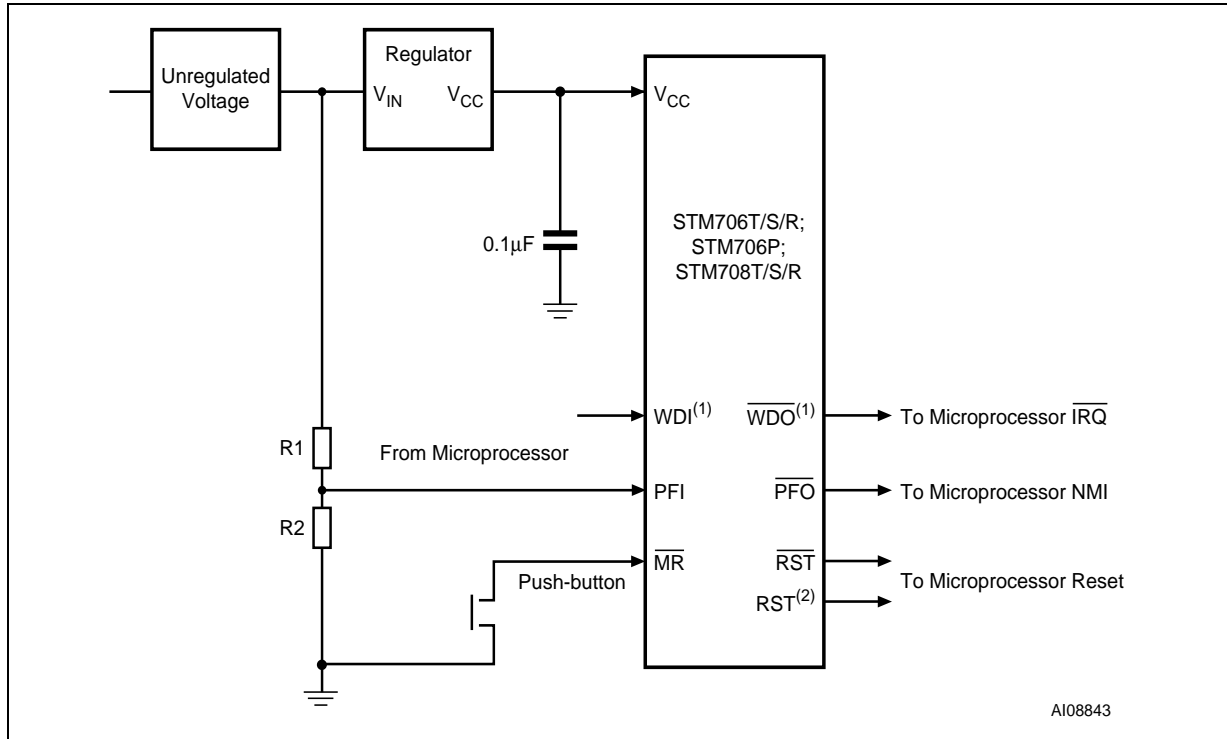 Unregulated
Voltage
Regulator
VIN VCC
VCC
0.1μF
STM706T/S/R;
STM706P;
STM708T/S/R
WDI(1) WDO(1) To Microprocessor IRQ
R1 From Microprocessor
PFI PFO To Microprocessor NMI
R2
MR RST
Push-button
To Microprocessor Reset
RST(2)
AI08843